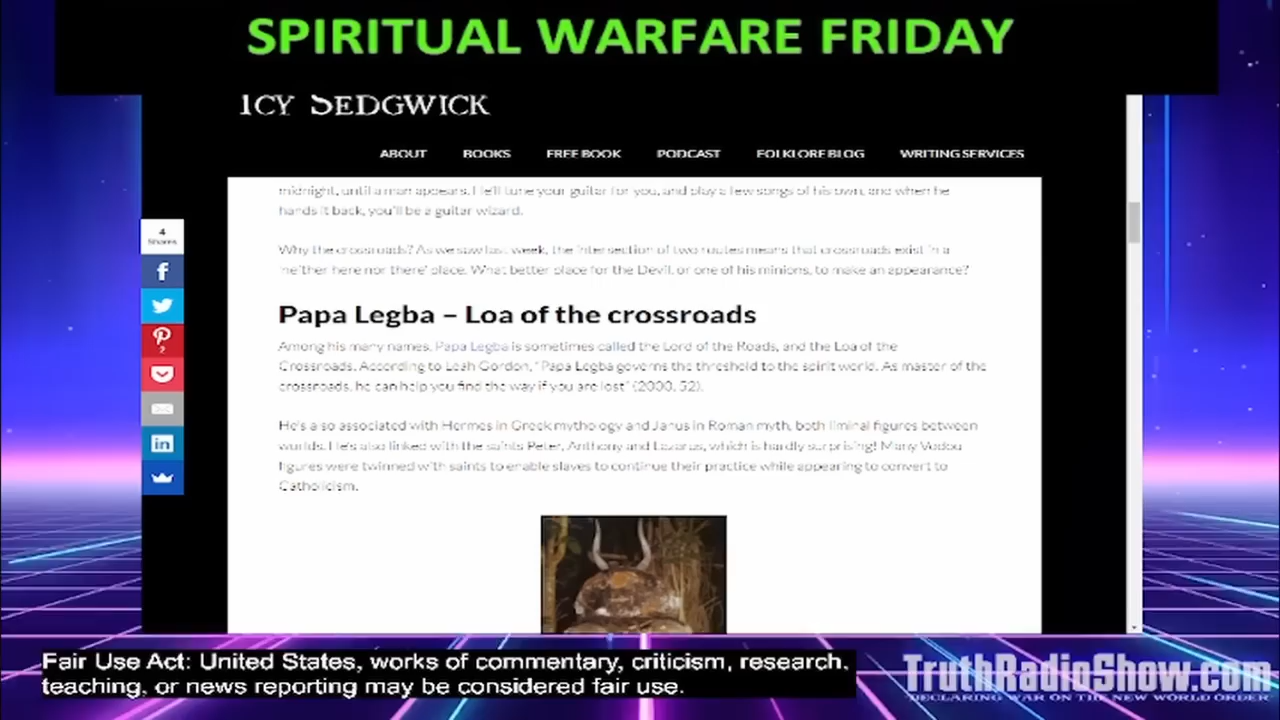 SPIRITUAL WARFARE FRIDAY
ICY SEDGWICK
ABOUT BOOKS FREE BOOK PODCAST FOLKLORE BLOG WRITING SERVICES
midnight, until a man appears. He'll tune your guitar for you, and play a few songs of his own, and when he
hands it back, you'll be a guitar wizard.
Why the crossroads? As we saw last week, the intersection of two routes means that crossroads exist in a
'neither here nor there' place. What better place for the Devil, or one of his minions, to make an appearance?
4
Shares
2
Papa Legba – Loa of the crossroads
Among his many names, Papa Legba is sometimes called the Lord of the Roads, and the Loa of the
Crossroads. According to Leah Gordon, "Papa Legba governs the threshold to the spirit world. As master of the
crossroads, he can help you find the way if you are lost" (2000, 52).
He's also associated with Hermes in Greek mythology and Janus in Roman myth, both liminal figures between
worlds. He's also linked with the saints Peter, Anthony and Lazarus, which is hardly surprising! Many Vodou
figures were twinned with saints to enable slaves to continue their practice while appearing to convert to
Catholicism.
Fair Use Act: United States, works of commentary, criticism, research,
teaching, or news reporting may be considered fair use.
TruthRadioShow.com
DECLARING WAR ON THE NEW WORLD ORDER